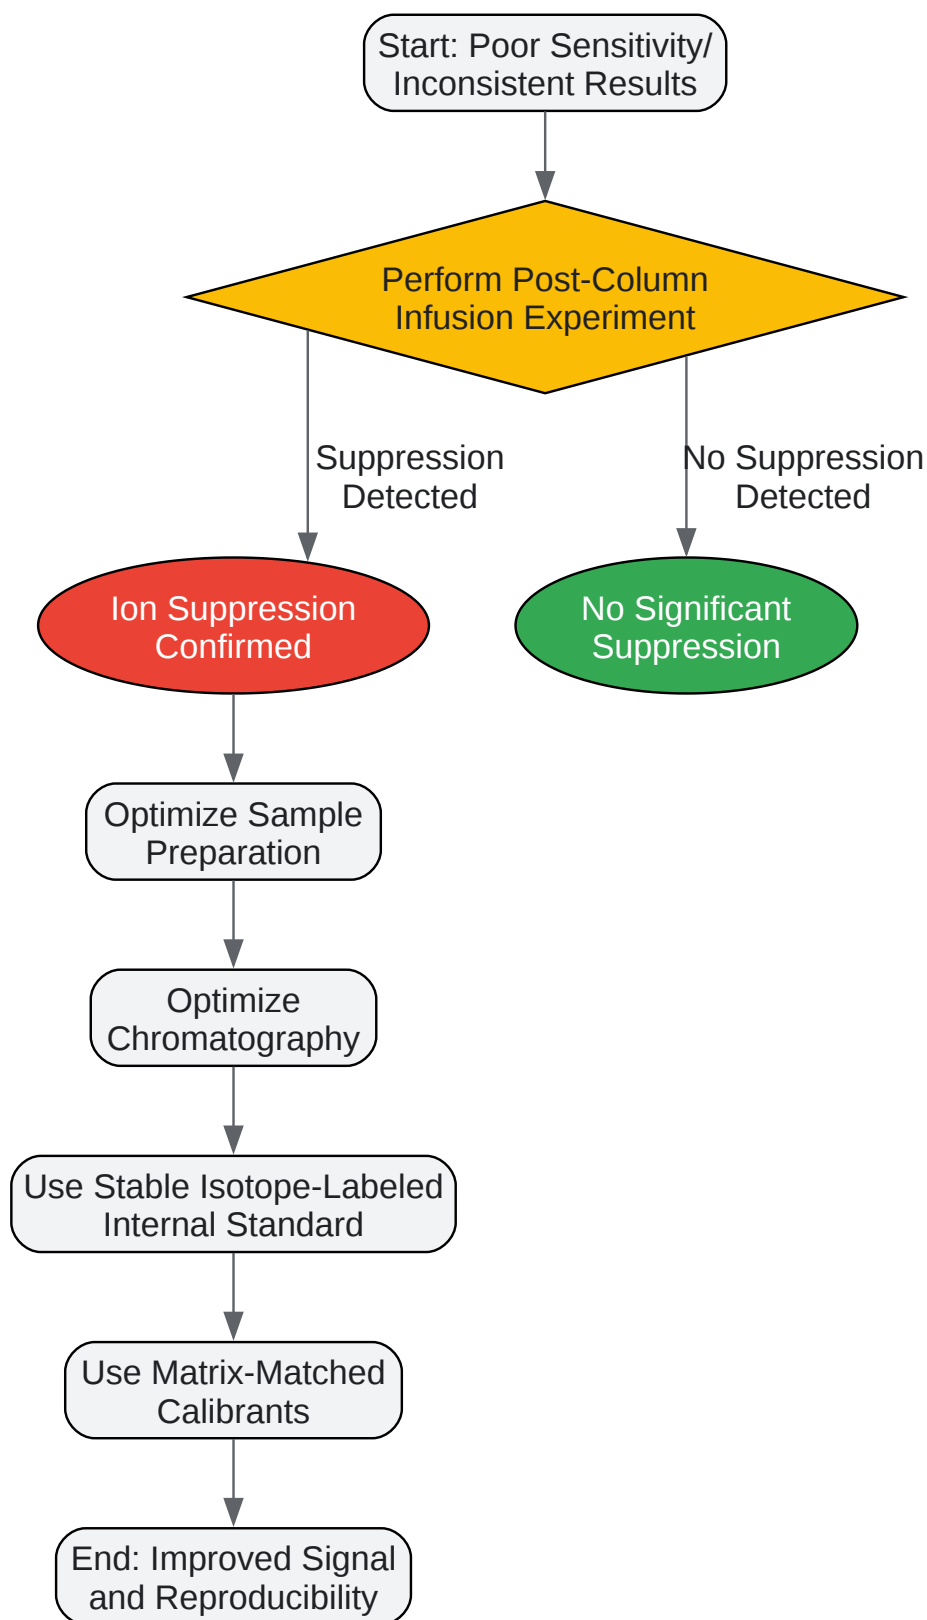 Start: Poor Sensitivity/
Inconsistent Results
Perform Post-Column
Infusion Experiment
Suppression
Detected
No Suppression
Detected
Ion Suppression
Confirmed
No Significant
Suppression
Optimize Sample
Preparation
Optimize
Chromatography
Use Stable Isotope-Labeled
Internal Standard
Use Matrix-Matched
Calibrants
End: Improved Signal
and Reproducibility